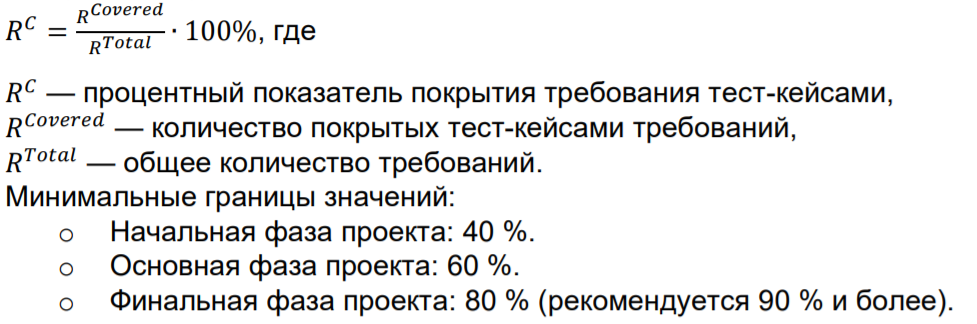 R^C = R^Covered / R^Total · 100%, где
R^C — процентный показатель покрытия требования тест-кейсами,
R^Covered — количество покрытых тест-кейсами требований,
R^Total — общее количество требований.
Минимальные границы значений:
o Начальная фаза проекта: 40 %.
o Основная фаза проекта: 60 %.
o Финальная фаза проекта: 80 % (рекомендуется 90 % и более).